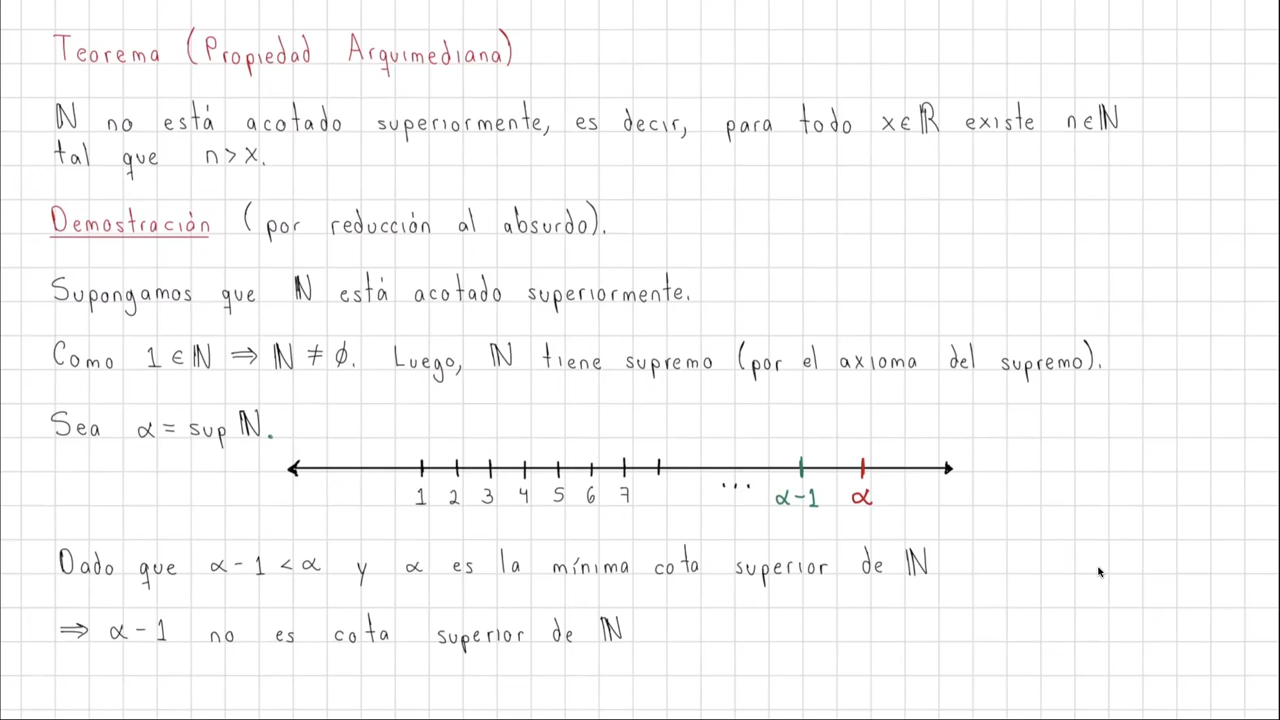 Teorema (Propiedad Arquimediana)
ℕ no está acotado superiormente, es decir, para todo x∈ℝ existe n∈ℕ
tal que n>x.
Demostración (por reducción al absurdo).
Supongamos que ℕ está acotado superiormente.
Como 1∈ℕ ⇒ ℕ≠∅. Luego, ℕ tiene supremo (por el axioma del supremo).
Sea α = sup ℕ.
1 2 3 4 5 6 7 ... α-1 α
Dado que α-1<α y α es la mínima cota superior de ℕ
⇒ α-1 no es cota superior de ℕ